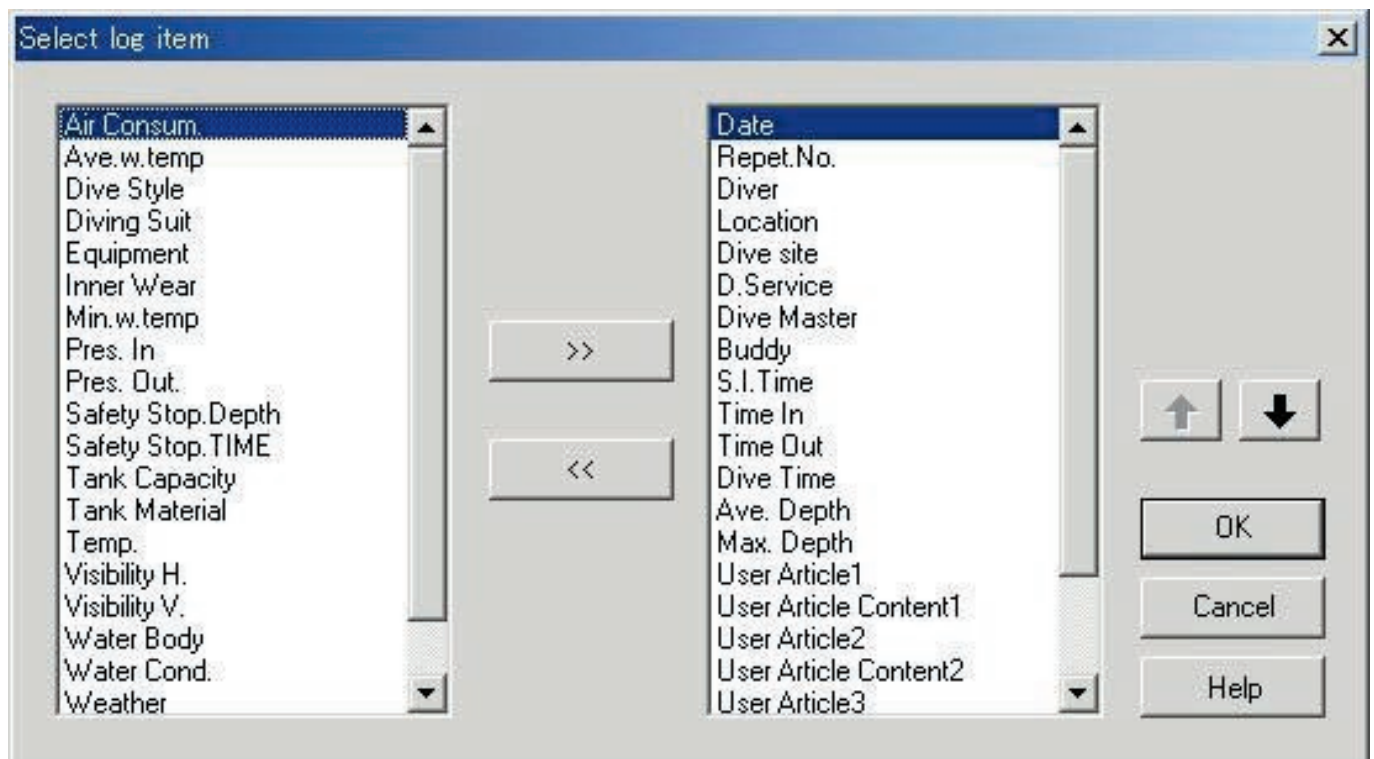 Select log item
Air Consum.
Ave.w.temp
Dive Style
Diving Suit
Equipment
Inner Wear
Min.w.temp
Pres. In
Pres. Out.
Safety Stop.Depth
Safety Stop.TIME
Tank Capacity
Tank Material
Temp.
Visibility H.
Visibility V.
Water Body
Water Cond.
Weather
>>
<<
Date
Repet.No.
Diver
Location
Dive site
D.Service
Dive Master
Buddy
S.I.Time
Time In
Time Out
Dive Time
Ave. Depth
Max. Depth
User Article1
User Article Content1
User Article2
User Article Content2
User Article3
OK
Cancel
Help